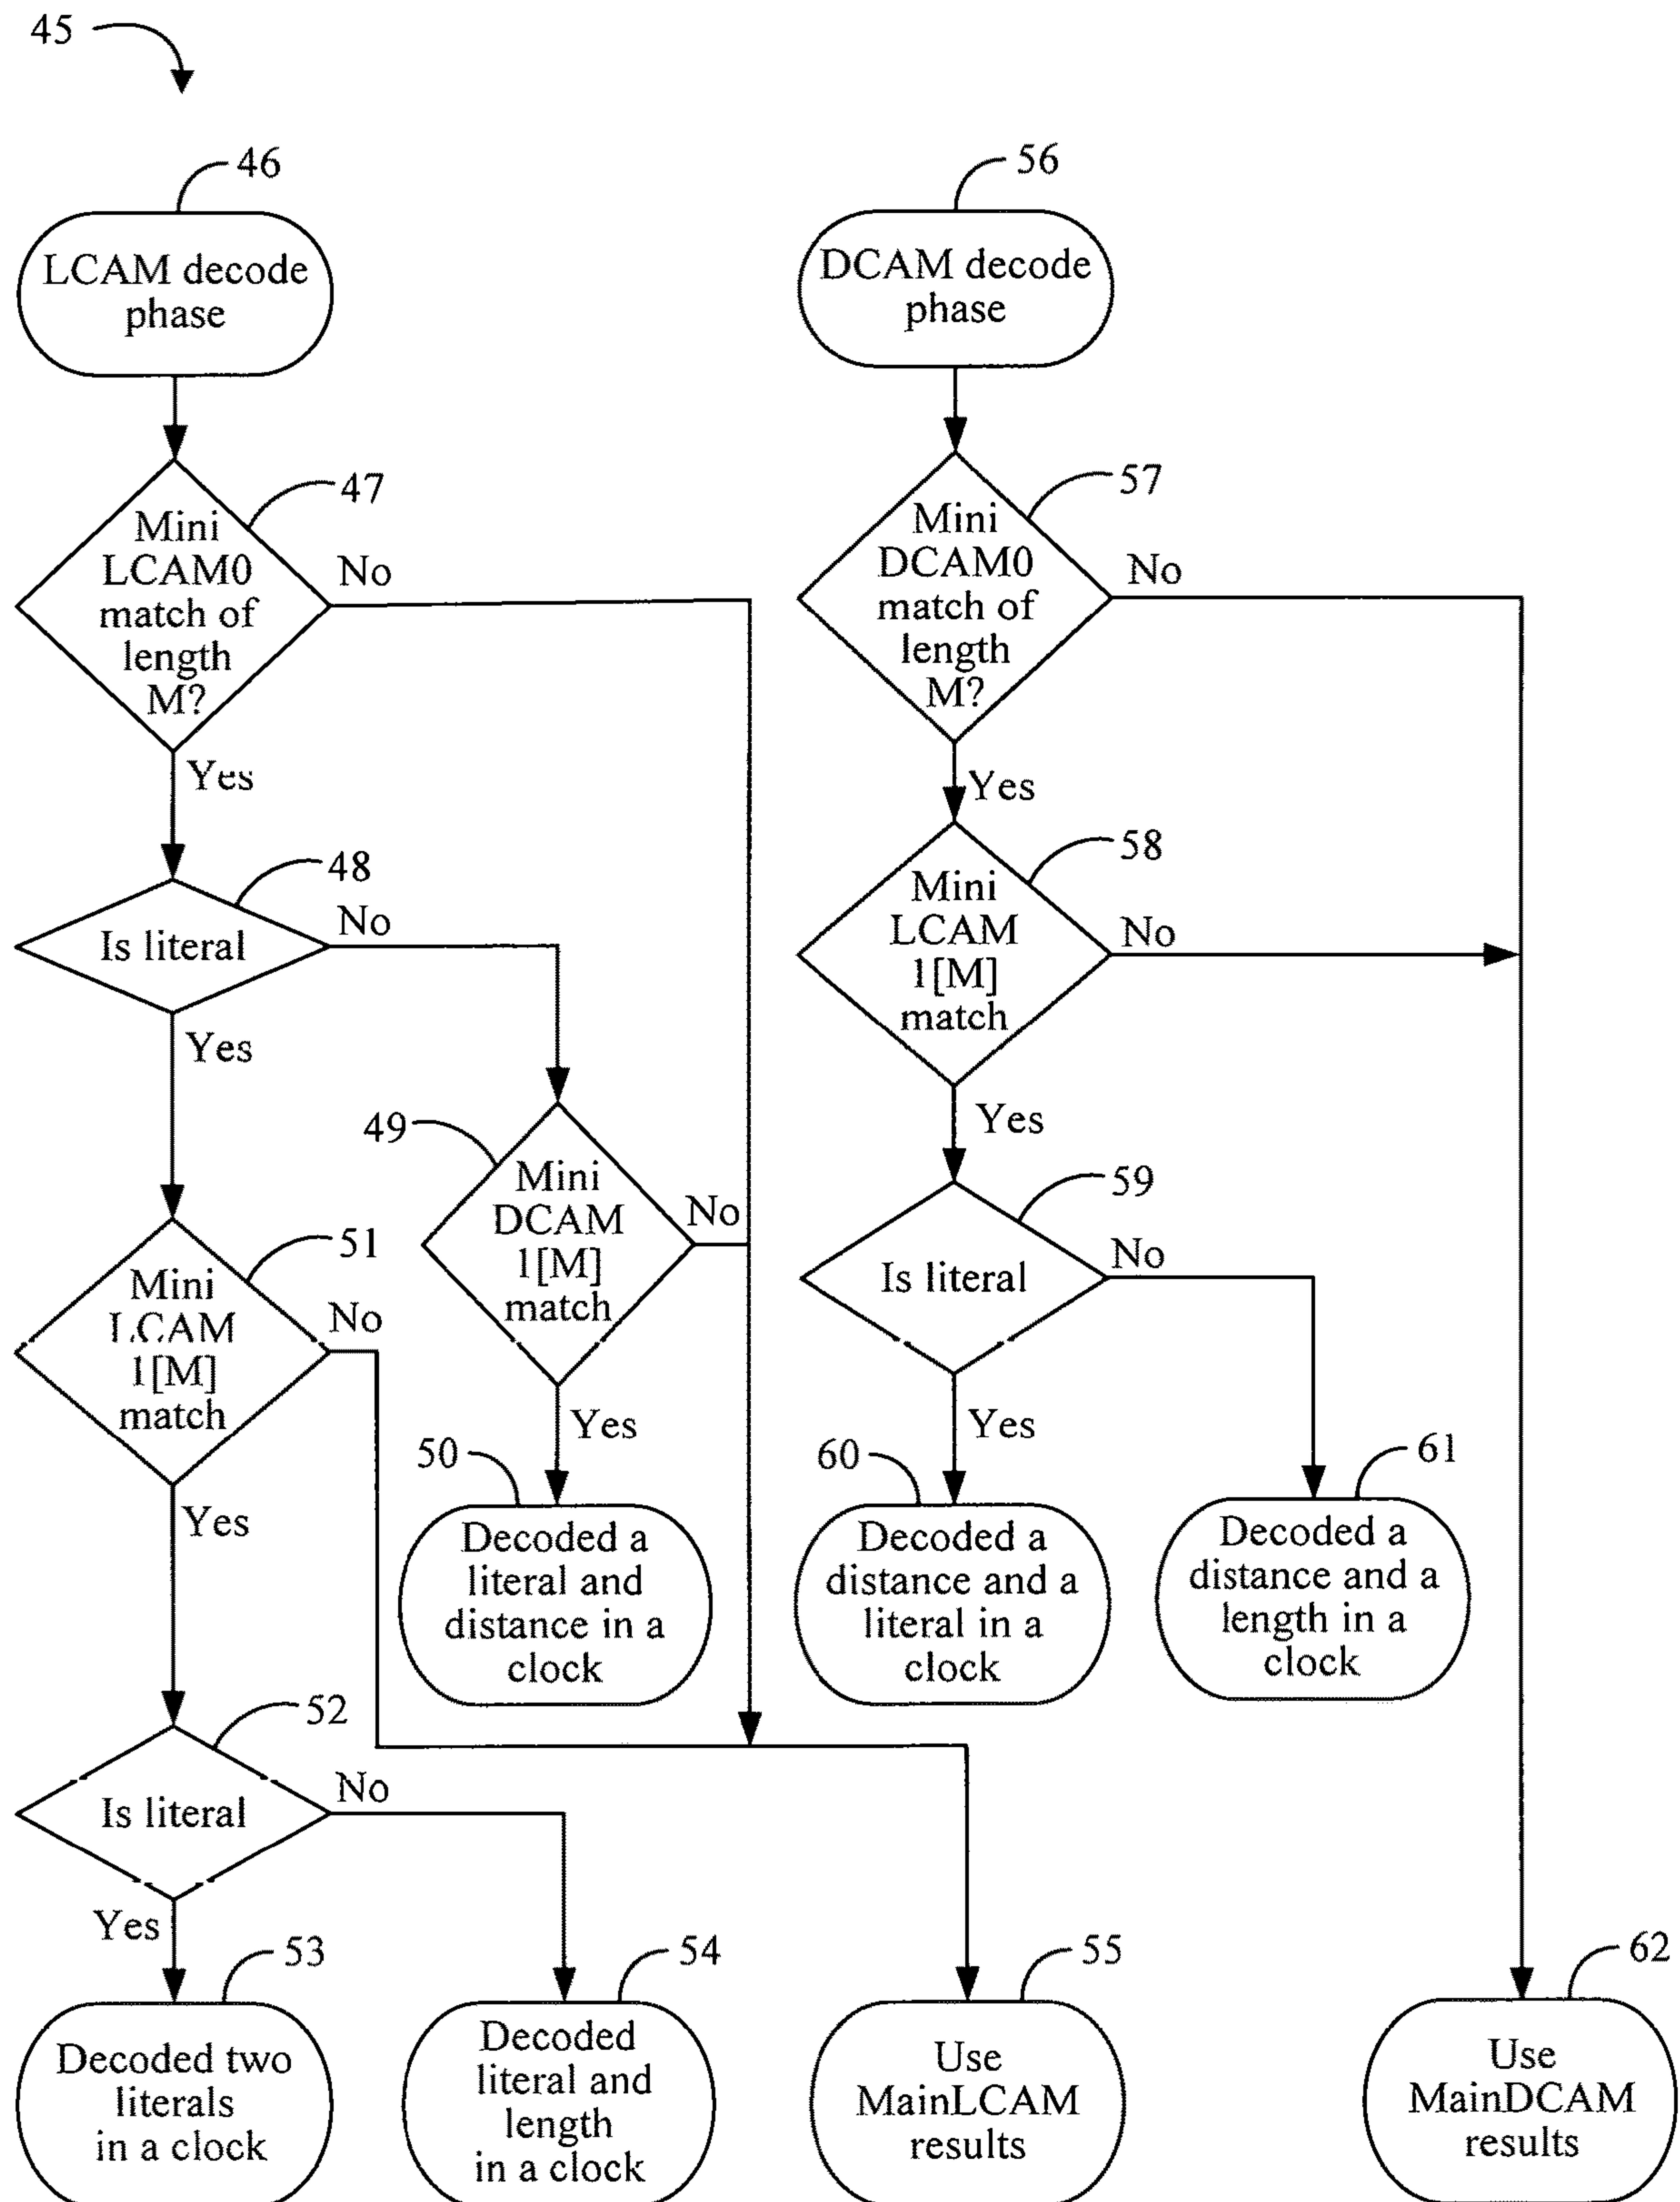 45
46
LCAM decode
phase
47
Mini
LCAM0
match of
length
M?
No
Yes
48
Is literal
No
Yes
49
Mini
DCAM
1[M]
match
No
Yes
50
Decoded a
literal and
distance in a
clock
51
Mini
LCAM
1[M]
match
No
Yes
52
Is literal
No
Yes
53
Decoded two
literals
in a clock
54
Decoded
literal and
length
in a clock
55
Use
MainLCAM
results
56
DCAM decode
phase
57
Mini
DCAM0
match of
length
M?
No
Yes
58
Mini
LCAM
1[M]
match
No
Yes
59
Is literal
No
Yes
60
Decoded a
distance and a
literal in a
clock
61
Decoded a
distance and a
length in a
clock
62
Use
MainDCAM
results